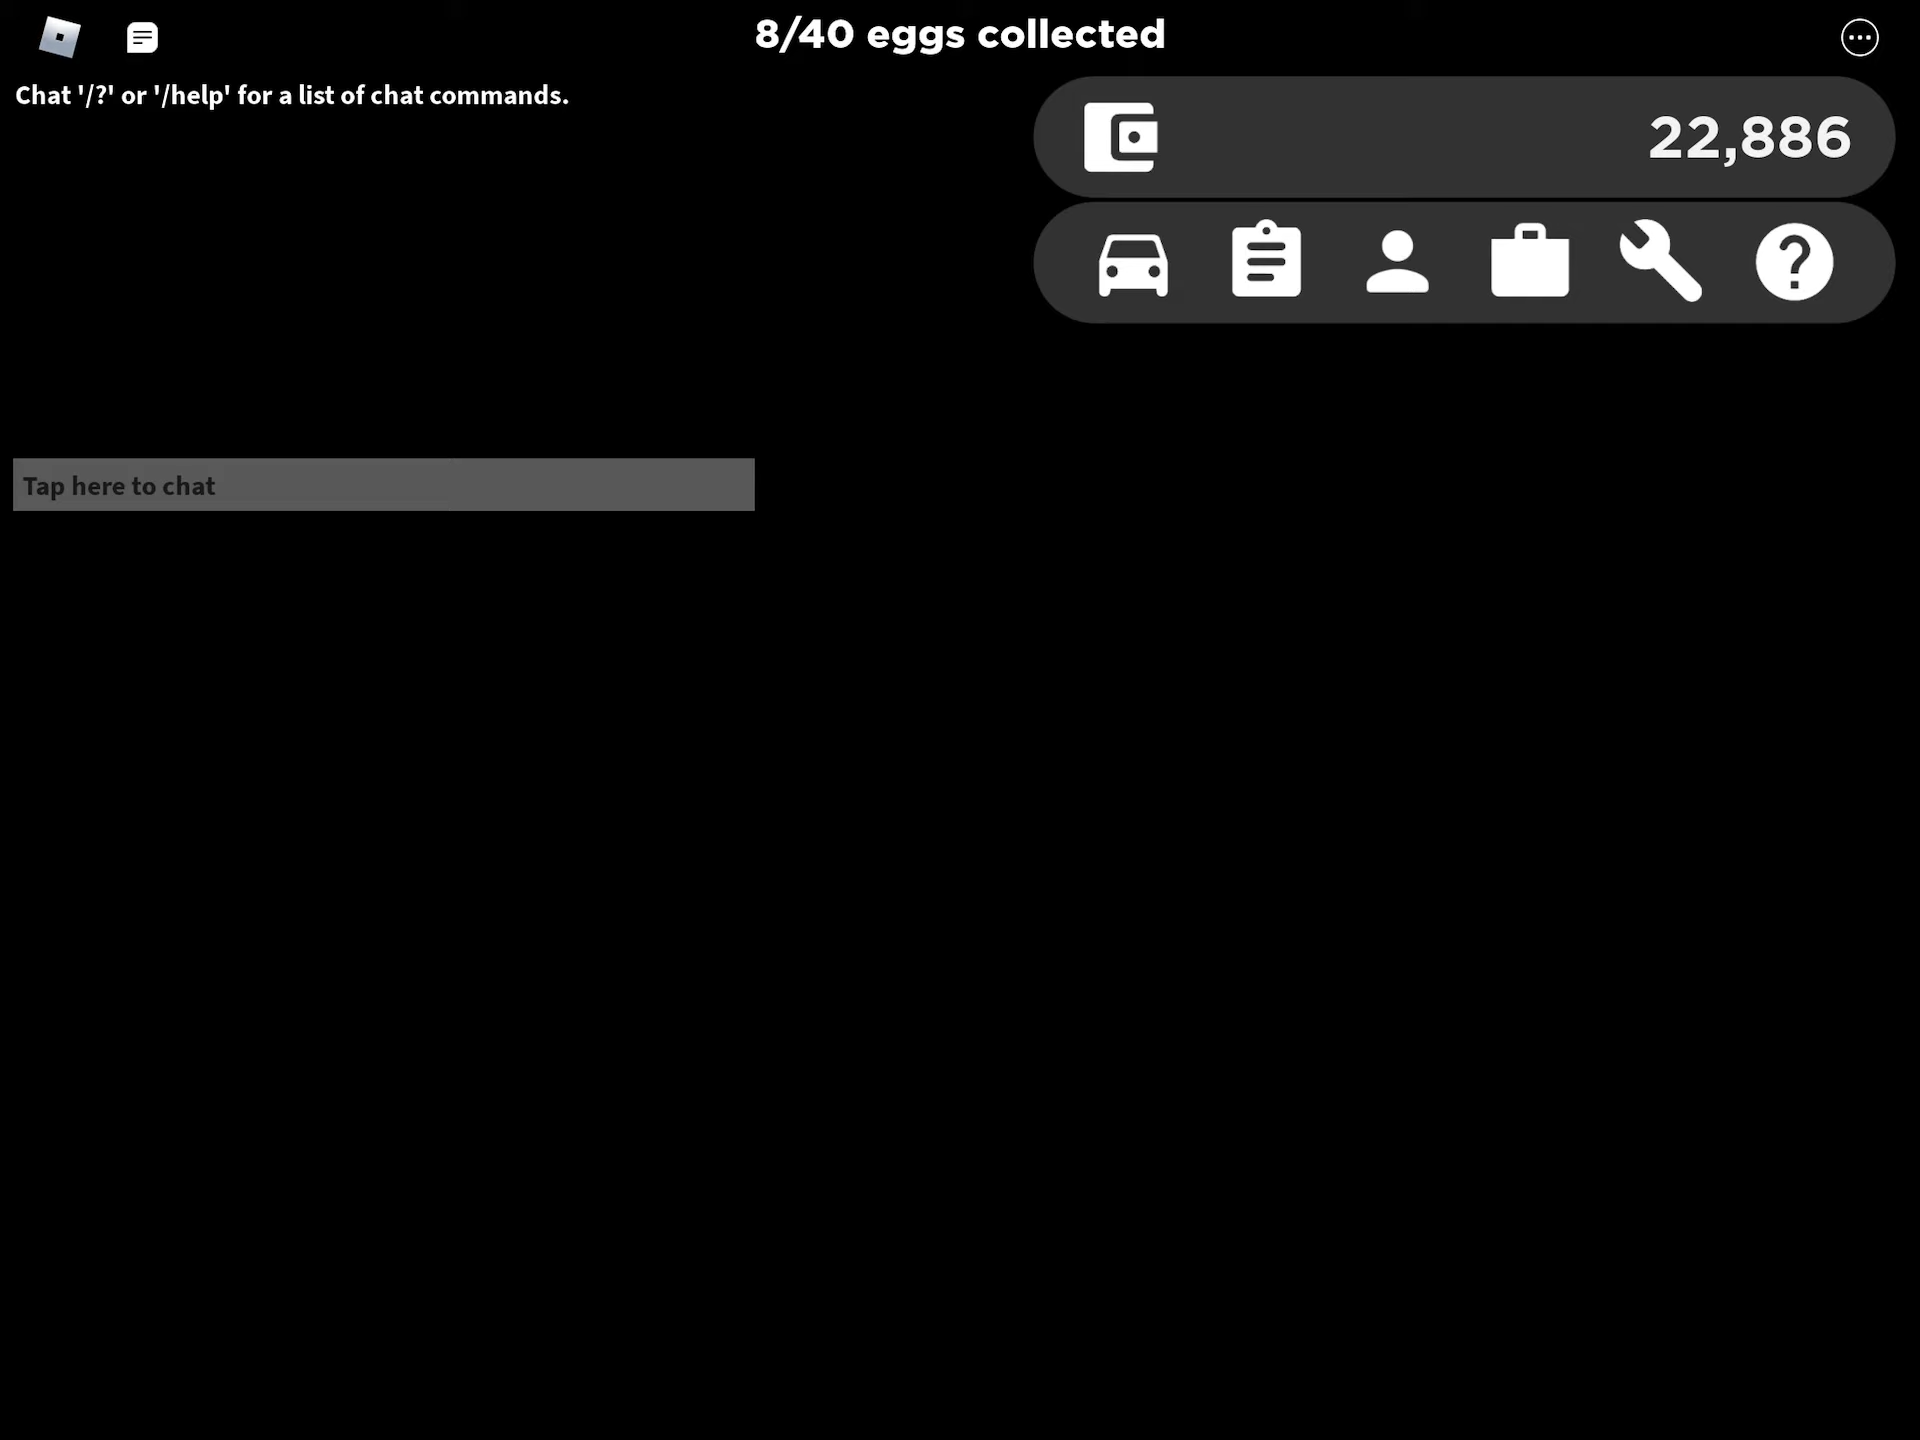 8/40 eggs collected
Chat '/?' or '/help' for a list of chat commands.
22,886
Tap here to chat